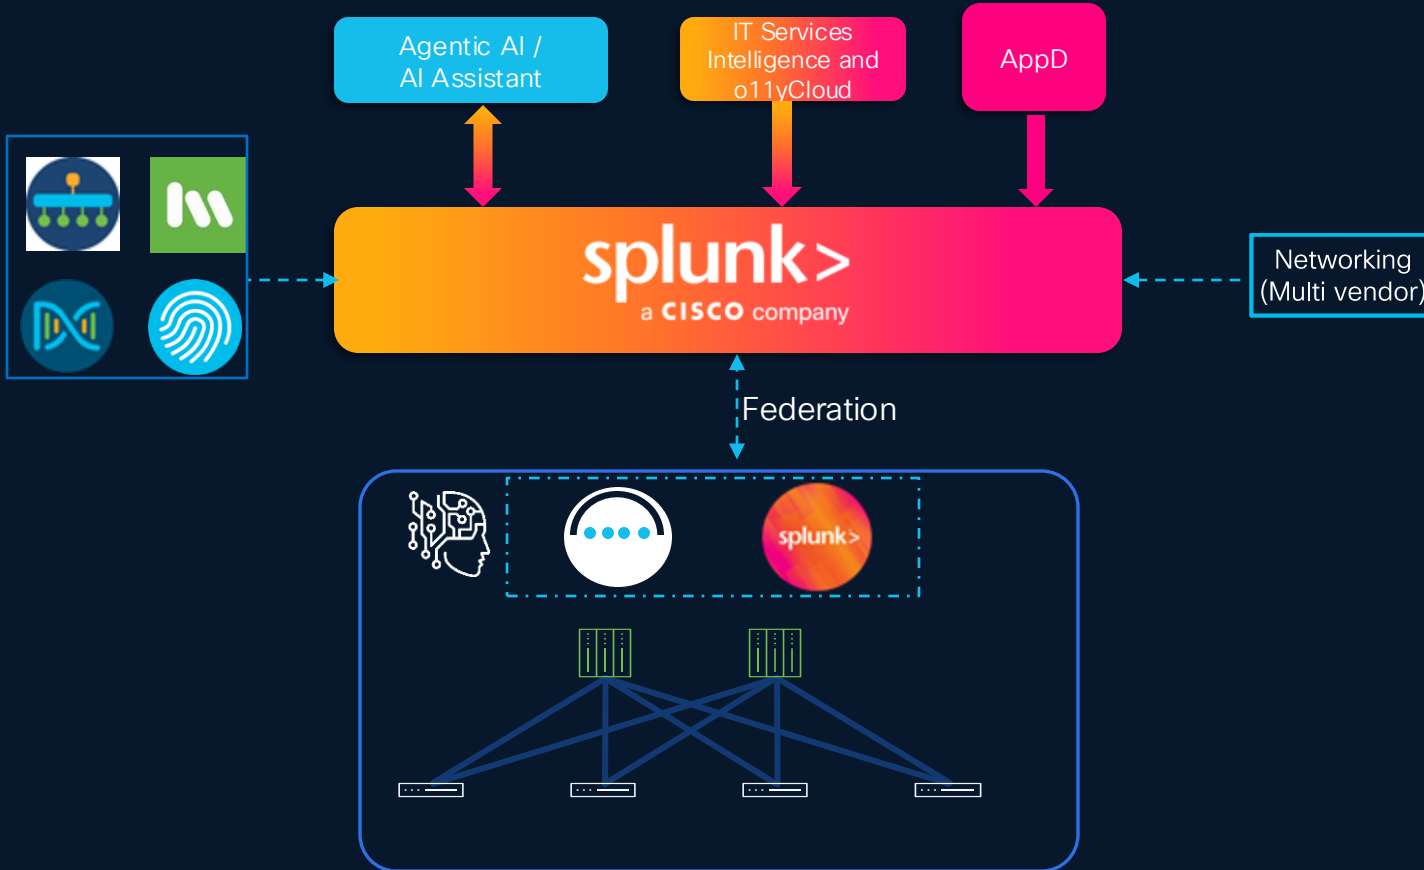 Agentic AI /
AI Assistant
IT Services
Intelligence and
o11yCloud
AppD
splunk>
a CISCO company
Networking
(Multi vendor)
Federation
splunk>